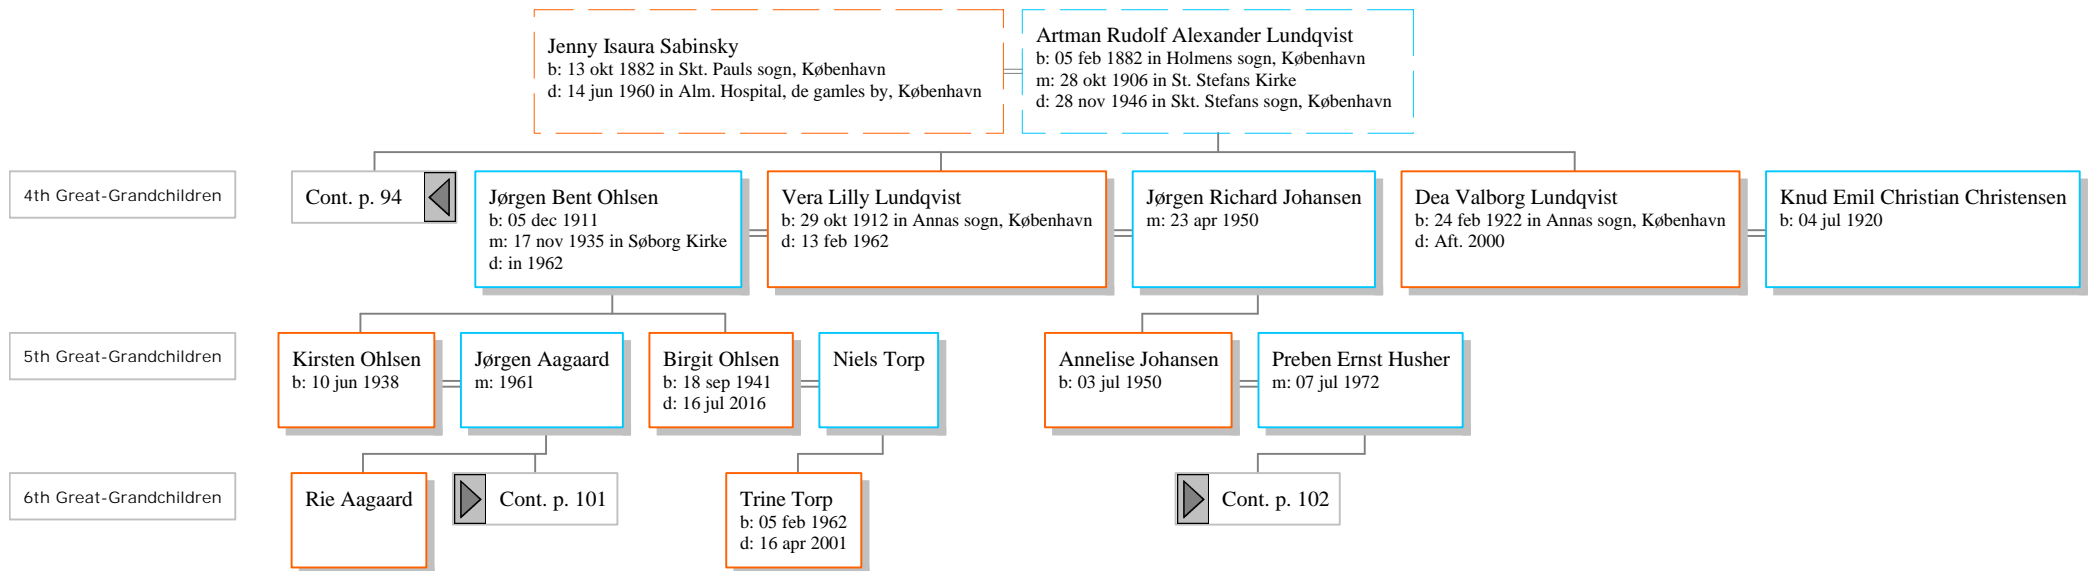 Jenny Isaura Sabinsky
b: 13 okt 1882 in Skt. Pauls sogn, København
d: 14 jun 1960 in Alm. Hospital, de gamles by, København
Artman Rudolf Alexander Lundqvist
b: 05 feb 1882 in Holmens sogn, København
m: 28 okt 1906 in St. Stefans Kirke
d: 28 nov 1946 in Skt. Stefans sogn, København
4th Great-Grandchildren
Cont. p. 94
Jørgen Bent Ohlsen
b: 05 dec 1911
m: 17 nov 1935 in Søborg Kirke
d: in 1962
Vera Lilly Lundqvist
b: 29 okt 1912 in Annas sogn, København
d: 13 feb 1962
Jørgen Richard Johansen
m: 23 apr 1950
Dea Valborg Lundqvist
b: 24 feb 1922 in Annas sogn, København
d: Aft. 2000
Knud Emil Christian Christensen
b: 04 jul 1920
5th Great-Grandchildren
Kirsten Ohlsen
b: 10 jun 1938
Jørgen Aagaard
m: 1961
Birgit Ohlsen
b: 18 sep 1941
d: 16 jul 2016
Niels Torp
Annelise Johansen
b: 03 jul 1950
Preben Ernst Husher
m: 07 jul 1972
6th Great-Grandchildren
Rie Aagaard
Cont. p. 101
Trine Torp
b: 05 feb 1962
d: 16 apr 2001
Cont. p. 102